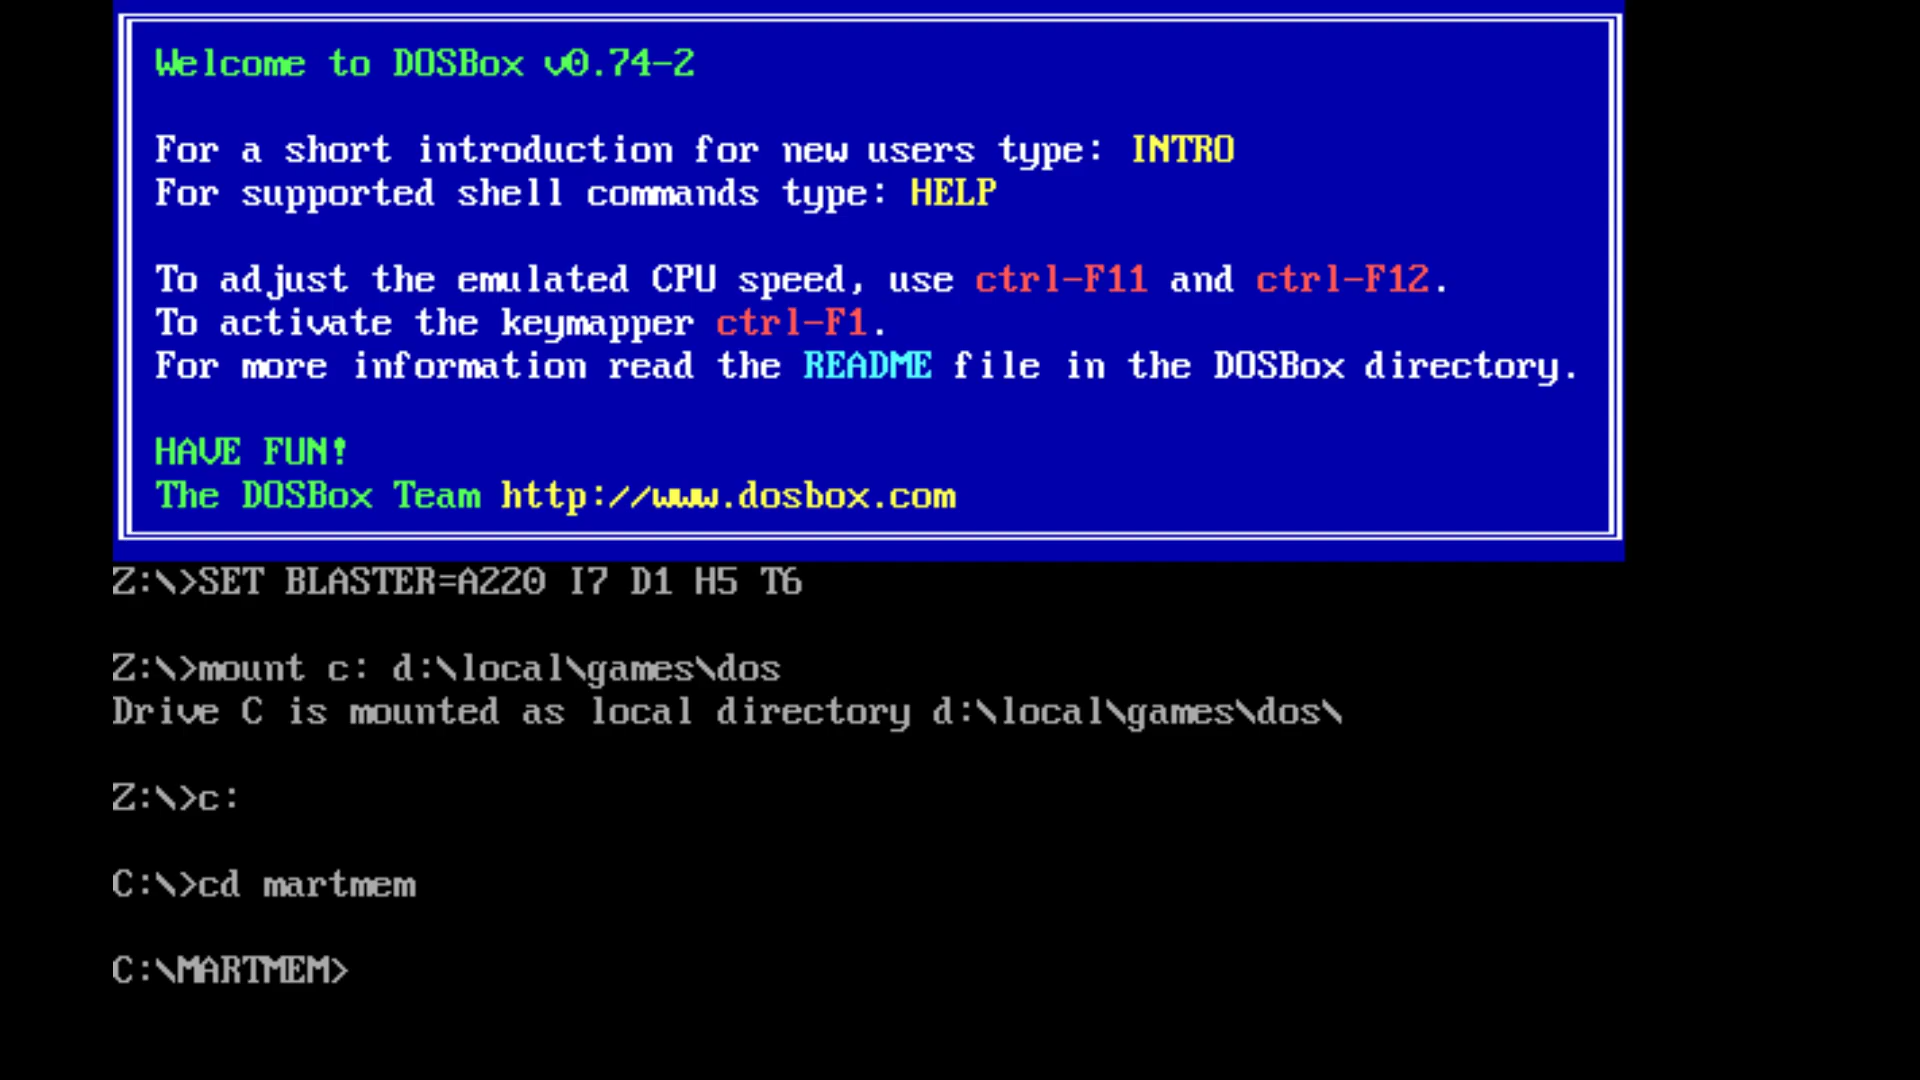 Welcome to DOSBox v0.74-2
For a short introduction for new users type: INTRO
For supported shell commands type: HELP
To adjust the emulated CPU speed, use ctrl-F11 and ctrl-F12.
To activate the keymapper ctrl-F1.
For more information read the README file in the DOSBox directory.
HAVE FUN!
The DOSBox Team http://www.dosbox.com
Z:\>SET BLASTER=A220 I7 D1 H5 T6
Z:\>mount c: d:\local\games\dos
Drive C is mounted as local directory d:\local\games\dos\
Z:\>c:
C:\>cd martmem
C:\MARTMEM>